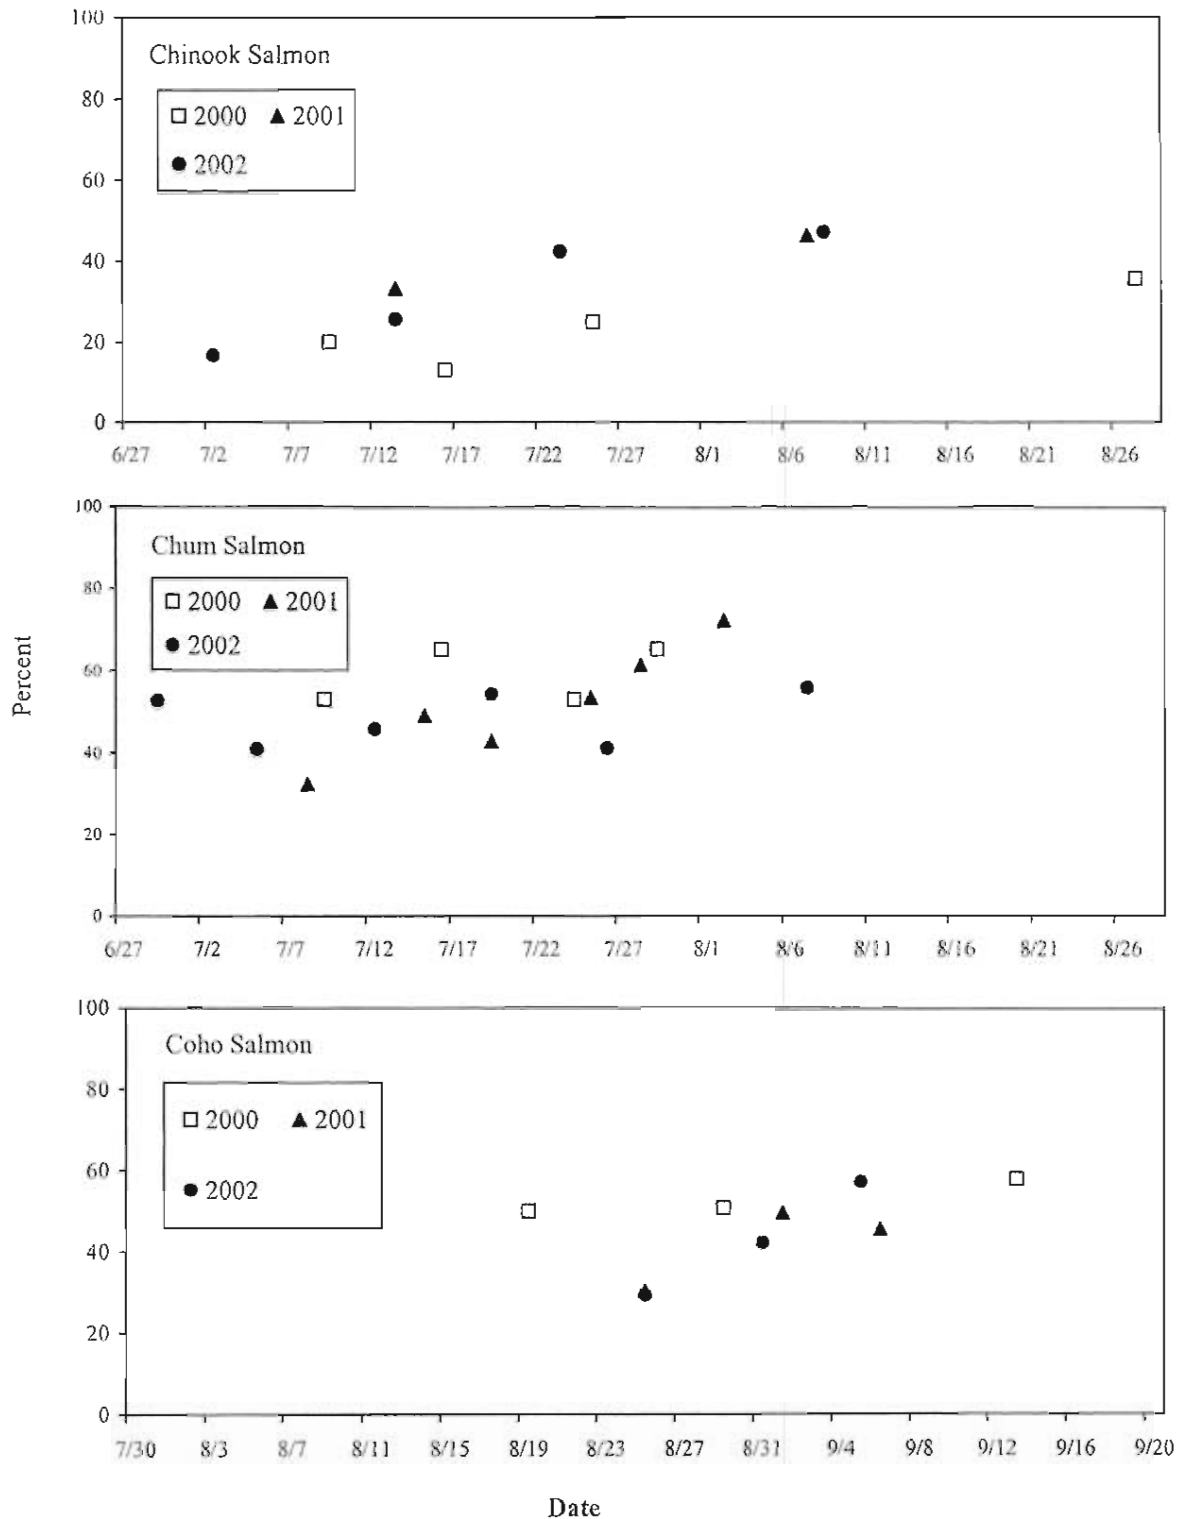 100
Chinook Salmon
80
□ 2000 ▲ 2001
● 2002
60
40
20
0
6/27 7/2 7/7 7/12 7/17 7/22 7/27 8/1 8/6 8/11 8/16 8/21 8/26
100
Chum Salmon
80
□ 2000 ▲ 2001
● 2002
Percent
60
40
20
0
6/27 7/2 7/7 7/12 7/17 7/22 7/27 8/1 8/6 8/11 8/16 8/21 8/26
100
Coho Salmon
80
□ 2000 ▲ 2001
● 2002
60
40
20
0
7/30 8/3 8/7 8/11 8/15 8/19 8/23 8/27 8/31 9/4 9/8 9/12 9/16 9/20
Date